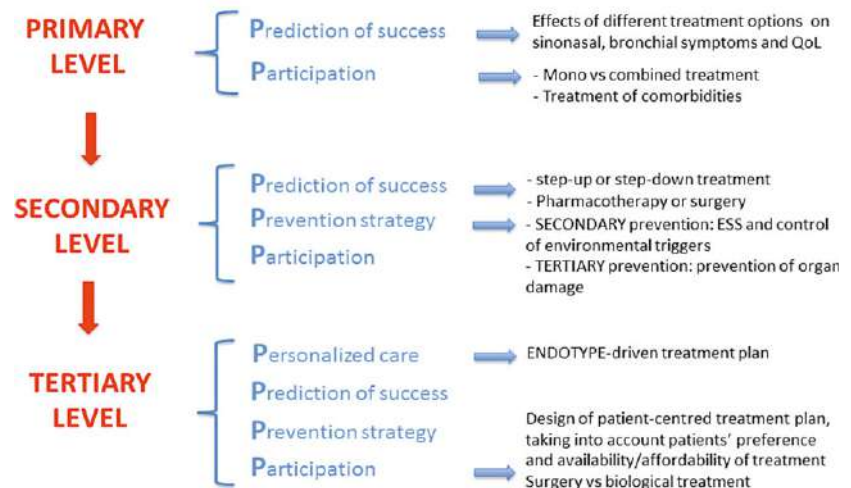 PRIMARY
LEVEL
Prediction of success
Effects of different treatment options on
sinonasal, bronchial symptoms and QoL
Participation
- Mono vs combined treatment
- Treatment of comorbidities
SECONDARY
LEVEL
Prediction of success
- step-up or step-down treatment
- Pharmacotherapy or surgery
Prevention strategy
- SECONDARY prevention: ESS and control
of environmental triggers
Participation
- TERTIARY prevention: prevention of organ
damage
TERTIARY
LEVEL
Personalized care
ENDOTYPE-driven treatment plan
Prediction of success
Prevention strategy
Participation
Design of patient-centred treatment plan,
taking into account patients' preference
and availability/affordability of treatment
Surgery vs biological treatment